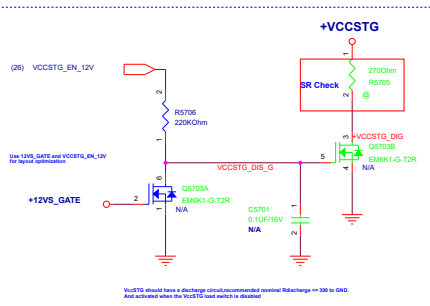 +VCCSTG
1
(26) VCCSTG_EN_12V
270Ohm
SR Check
R5705
2
@
2
R5706
220KOhm
1
3
+VCCSTG_DIG
Q5703B
Use 12VS_GATE and VCCSTG_EN_12V
for layout optimization
5
EM6K1-G-T2R
VCCSTG_DIS_G
4
N/A
6
Q5703A
+12VS_GATE
2
EM6K1-G-T2R
N/A
1
1
C5701
0.1UF/16V
N/A
2
VccSTG should have a discharge circuit,recommended nominal Rdischarge <= 300 to GND.
And activated when the VccSTG load switch is disabled